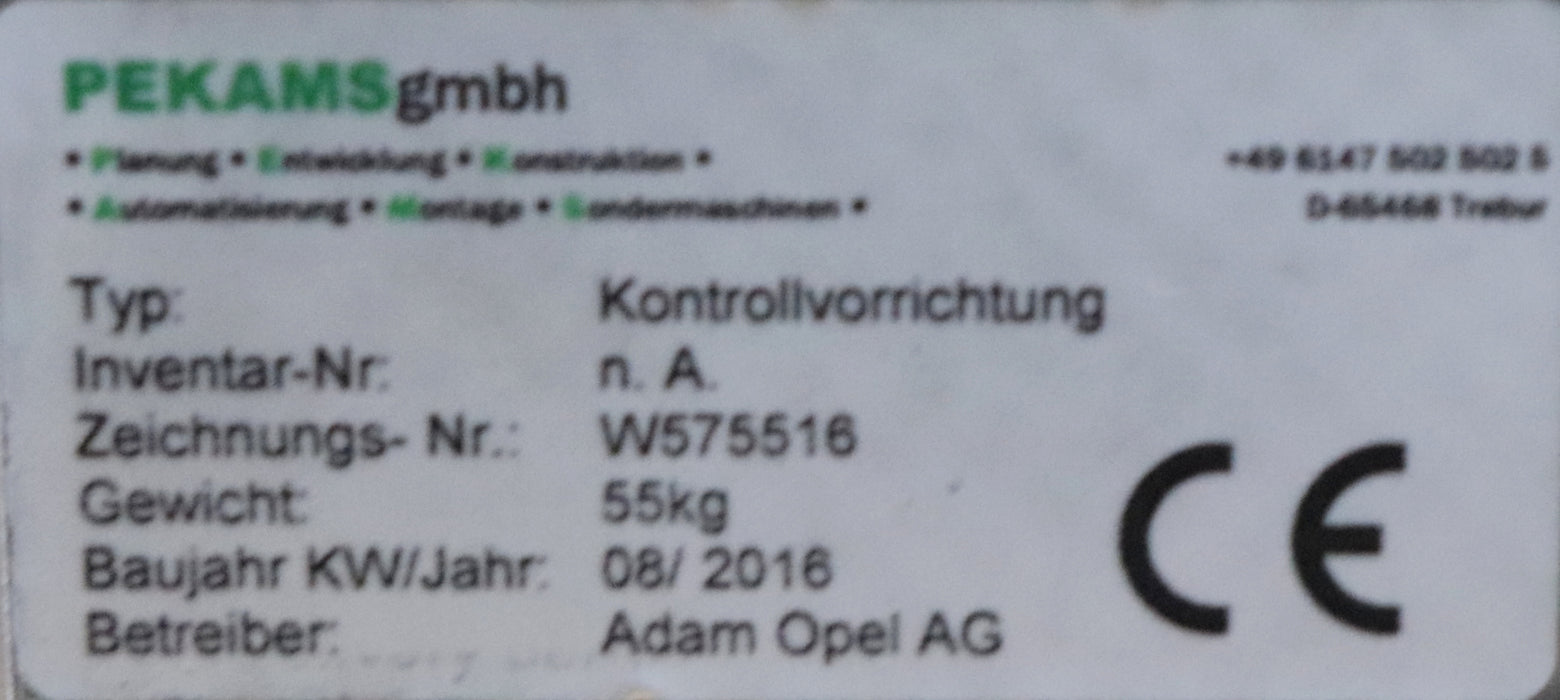 PEKAMSgmbh
• Planung • Entwicklung • Konstruktion • +49 6147 502 502 5
• Automatisierung • Montage • Sondermaschinen • D-65468 Trebur
Typ: Kontrollvorrichtung
Inventar-Nr: n. A.
Zeichnungs- Nr.: W575516
Gewicht: 55kg
Baujahr KW/Jahr: 08/ 2016
Betreiber: Adam Opel AG
CE